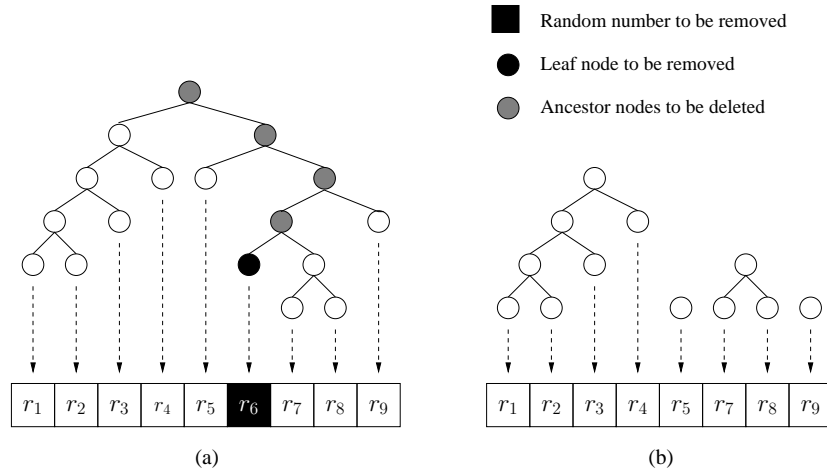 Random number to be removed
Leaf node to be removed
Ancestor nodes to be deleted
r1 r2 r3 r4 r5 r6 r7 r8 r9
r1 r2 r3 r4 r5 r7 r8 r9
(a)
(b)